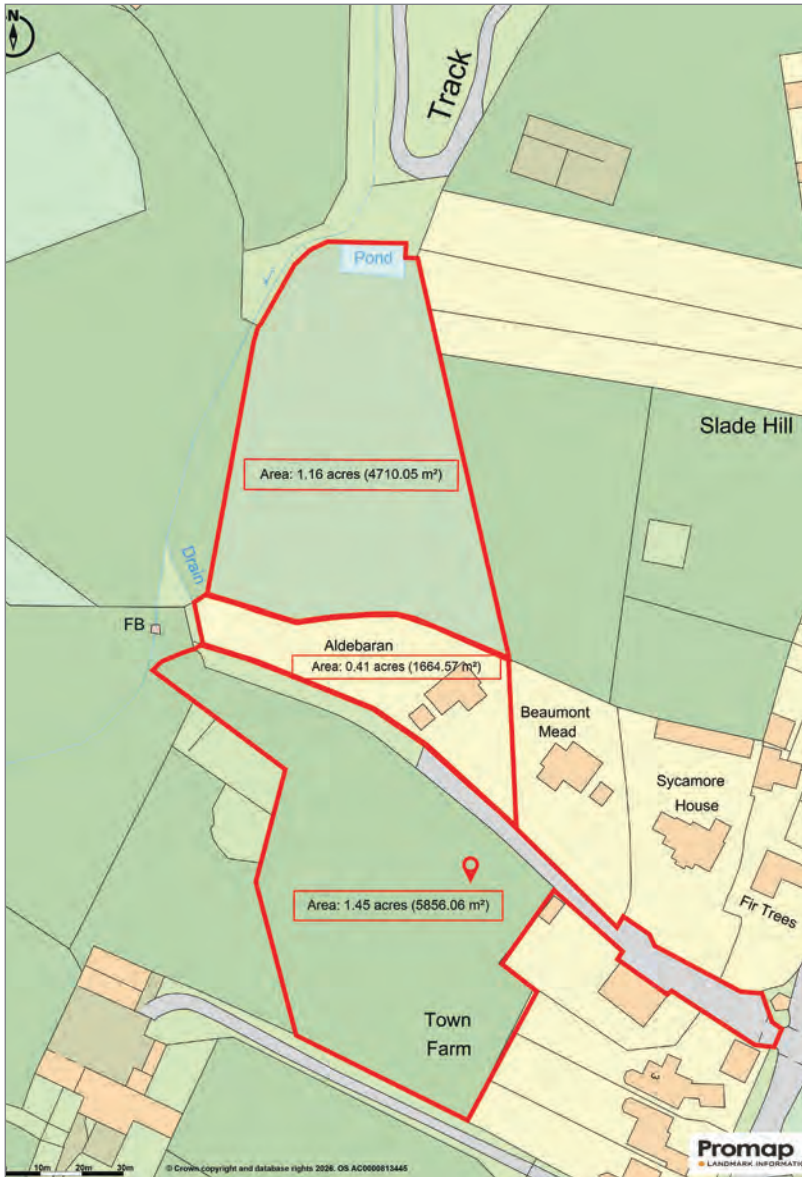 N
Track
Pond
Slade Hill
Area: 1.16 acres (4710.05 m²)
Drain
FB
Aldebaran
Area: 0.41 acres (1664.57 m²)
Beaumont
Mead
Sycamore
House
Fir Trees
Area: 1.45 acres (5856.06 m²)
Town
Farm
3
Promap
LANDMARK INFORMATI
10m 20m 30m
© Crown copyright and database rights 2026. OS AC0000813445